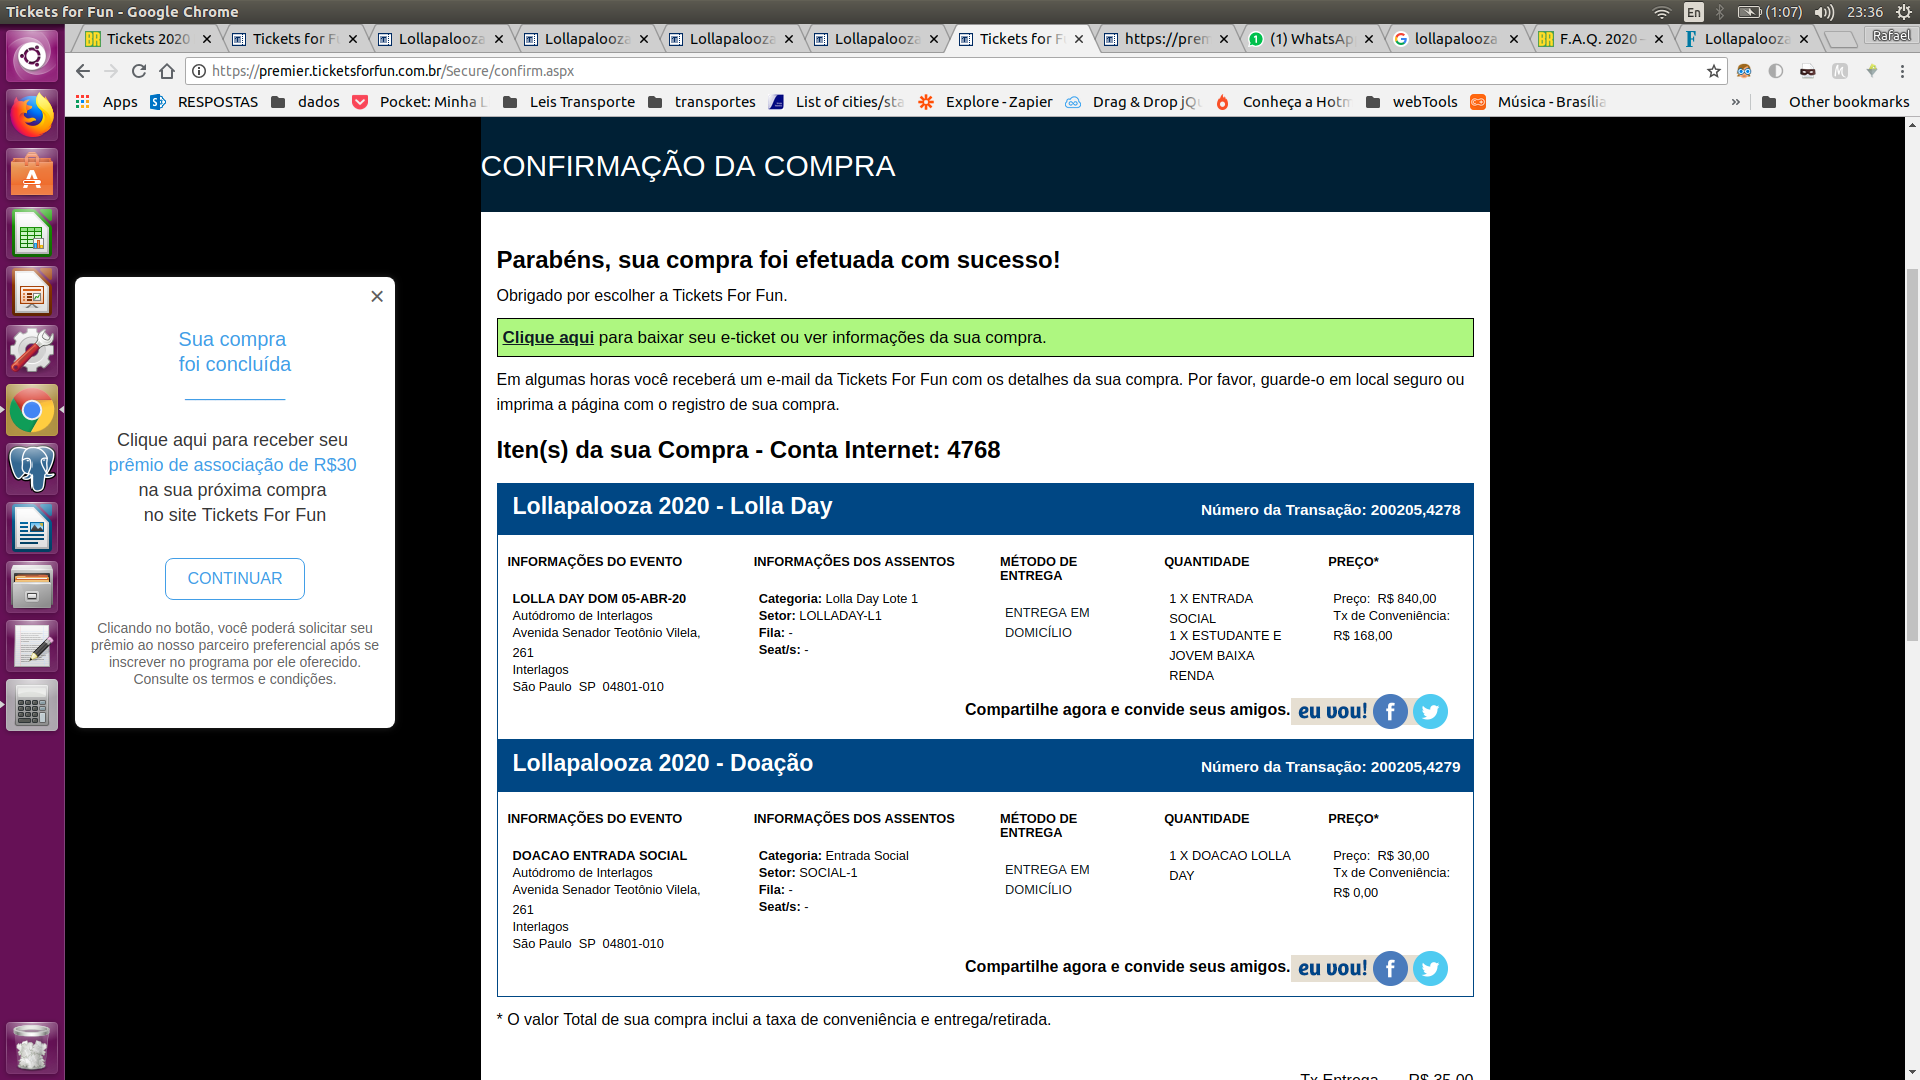 Tickets for Fun - Google Chrome
En
(1:07)
23:36
Tickets 2020
Tickets for F
Lollapalooza
Lollapalooza
Lollapalooza
Lollapalooza
Tickets for F
https://prem
(1) WhatsAp
lollapalooza
F.A.Q. 2020 -
Lollapalooza
Rafael
https://premier.ticketsforfun.com.br/Secure/confirm.aspx
Apps
RESPOSTAS
dados
Pocket: Minha L
Leis Transporte
transportes
List of cities/sta
Explore - Zapier
Drag & Drop jQu
Conheça a Hotm
webTools
Música - Brasília
»
Other bookmarks
CONFIRMAÇÃO DA COMPRA
Parabéns, sua compra foi efetuada com sucesso!
Obrigado por escolher a Tickets For Fun.
Clique aqui para baixar seu e-ticket ou ver informações da sua compra.
Em algumas horas você receberá um e-mail da Tickets For Fun com os detalhes da sua compra. Por favor, guarde-o em local seguro ou
imprima a página com o registro de sua compra.
Iten(s) da sua Compra - Conta Internet: 4768
Sua compra
foi concluída
Clique aqui para receber seu
prêmio de associação de R$30
na sua próxima compra
no site Tickets For Fun
CONTINUAR
Clicando no botão, você poderá solicitar seu
prêmio ao nosso parceiro preferencial após se
inscrever no programa por ele oferecido.
Consulte os termos e condições.
Lollapalooza 2020 - Lolla Day
Número da Transação: 200205,4278
INFORMAÇÕES DO EVENTO
LOLLA DAY DOM 05-ABR-20
Autódromo de Interlagos
Avenida Senador Teotônio Vilela,
261
Interlagos
São Paulo SP 04801-010
INFORMAÇÕES DOS ASSENTOS
Categoria: Lolla Day Lote 1
Setor: LOLLADAY-L1
Fila: -
Seat/s: -
MÉTODO DE
ENTREGA
ENTREGA EM
DOMICÍLIO
QUANTIDADE
1 X ENTRADA
SOCIAL
1 X ESTUDANTE E
JOVEM BAIXA
RENDA
PREÇO*
Preço: R$ 840,00
Tx de Conveniência:
R$ 168,00
Compartilhe agora e convide seus amigos.
eu vou!
Lollapalooza 2020 - Doação
Número da Transação: 200205,4279
INFORMAÇÕES DO EVENTO
DOACAO ENTRADA SOCIAL
Autódromo de Interlagos
Avenida Senador Teotônio Vilela,
261
Interlagos
São Paulo SP 04801-010
INFORMAÇÕES DOS ASSENTOS
Categoria: Entrada Social
Setor: SOCIAL-1
Fila: -
Seat/s: -
MÉTODO DE
ENTREGA
ENTREGA EM
DOMICÍLIO
QUANTIDADE
1 X DOACAO LOLLA
DAY
PREÇO*
Preço: R$ 30,00
Tx de Conveniência:
R$ 0,00
Compartilhe agora e convide seus amigos.
eu vou!
* O valor Total de sua compra inclui a taxa de conveniência e entrega/retirada.
Tx Entrega R$ 35,00